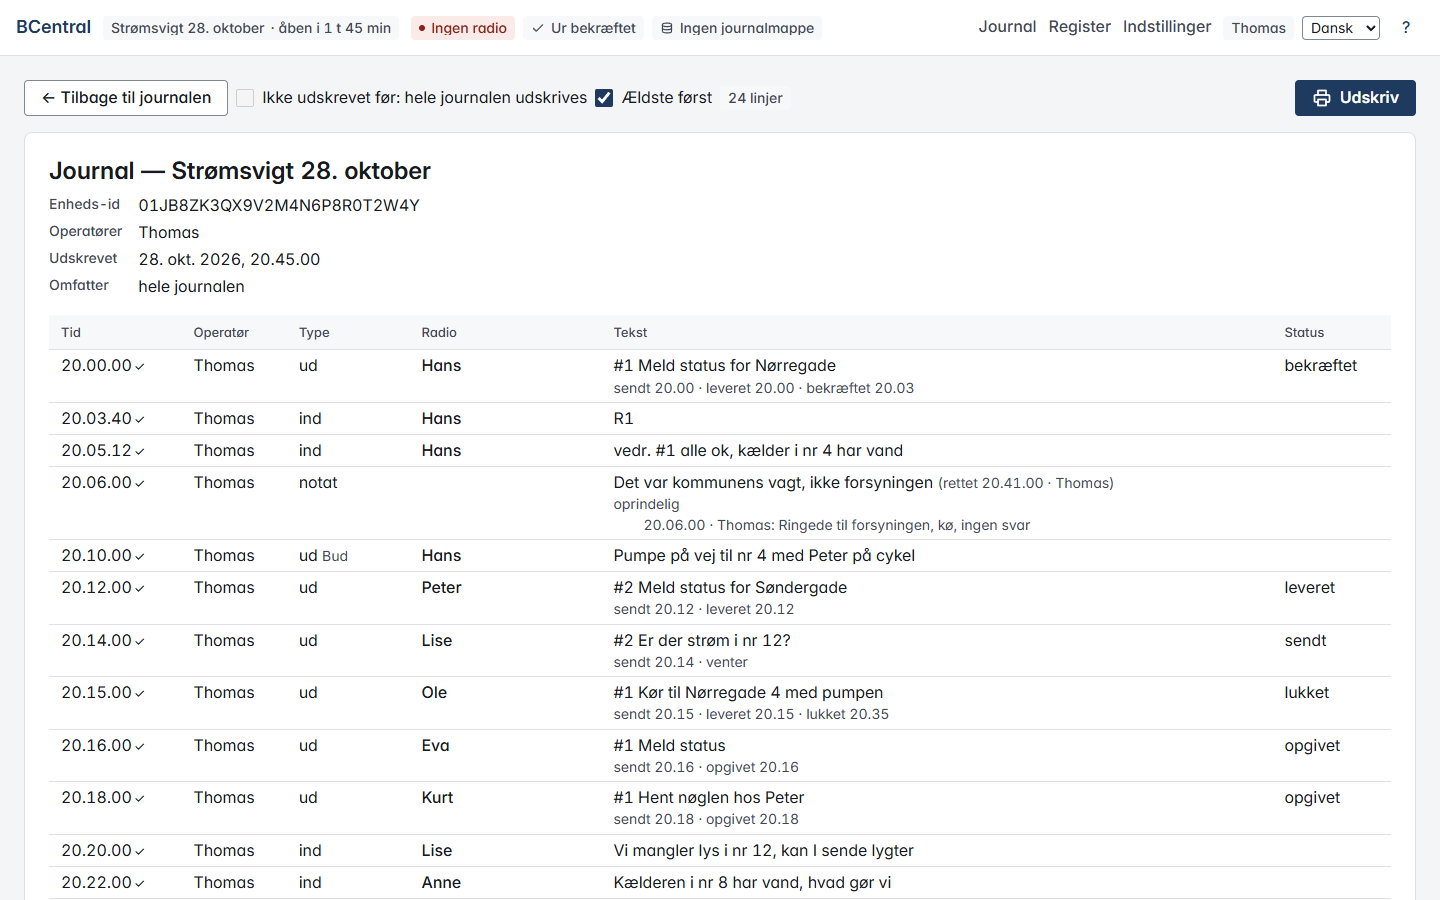 BCentral Strømsvigt 28. oktober · åben i 1 t 45 min Ingen radio Ur bekræftet Ingen journalmappe Journal Register Indstillinger Thomas Dansk ?
← Tilbage til journalen Ikke udskrevet før: hele journalen udskrives Ældste først 24 linjer Udskriv
Journal — Strømsvigt 28. oktober
Enheds-id 01JB8ZK3QX9V2M4N6P8R0T2W4Y
Operatører Thomas
Udskrevet 28. okt. 2026, 20.45.00
Omfatter hele journalen
Tid Operatør Type Radio Tekst Status
20.00.00 ✓ Thomas ud Hans #1 Meld status for Nørregade bekræftet
sendt 20.00 · leveret 20.00 · bekræftet 20.03
20.03.40 ✓ Thomas ind Hans R1
20.05.12 ✓ Thomas ind Hans vedr. #1 alle ok, kælder i nr 4 har vand
20.06.00 ✓ Thomas notat Det var kommunens vagt, ikke forsyningen (rettet 20.41.00 · Thomas)
oprindelig
20.06.00 · Thomas: Ringede til forsyningen, kø, ingen svar
20.10.00 ✓ Thomas ud Bud Hans Pumpe på vej til nr 4 med Peter på cykel
20.12.00 ✓ Thomas ud Peter #2 Meld status for Søndergade leveret
sendt 20.12 · leveret 20.12
20.14.00 ✓ Thomas ud Lise #2 Er der strøm i nr 12? sendt
sendt 20.14 · venter
20.15.00 ✓ Thomas ud Ole #1 Kør til Nørregade 4 med pumpen lukket
sendt 20.15 · leveret 20.15 · lukket 20.35
20.16.00 ✓ Thomas ud Eva #1 Meld status opgivet
sendt 20.16 · opgivet 20.16
20.18.00 ✓ Thomas ud Kurt #1 Hent nøglen hos Peter opgivet
sendt 20.18 · opgivet 20.18
20.20.00 ✓ Thomas ind Lise Vi mangler lys i nr 12, kan I sende lygter
20.22.00 ✓ Thomas ind Anne Kælderen i nr 8 har vand, hvad gør vi